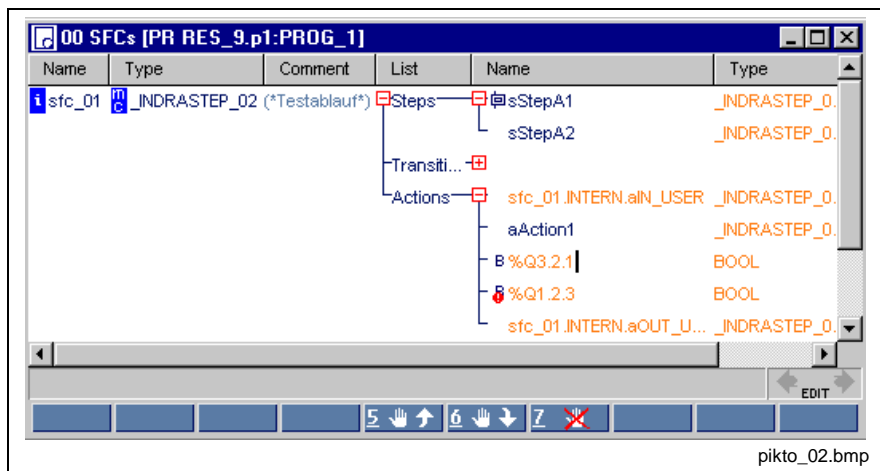 00 SFCs [PR RES_9.p1:PROG_1]
Name Type Comment List Name Type
i sfc_01 mc _INDRASTEP_02 (*Testablauf*) Steps sStepA1 _INDRASTEP_0.
sStepA2 _INDRASTEP_0.
Transiti...
Actions sfc_01.INTERN.aIN_USER _INDRASTEP_0.
aAction1 _INDRASTEP_0.
B %Q3.2.1 BOOL
B %Q1.2.3 BOOL
sfc_01.INTERN.aOUT_U... _INDRASTEP_0.
EDIT
5 6 7
pikto_02.bmp